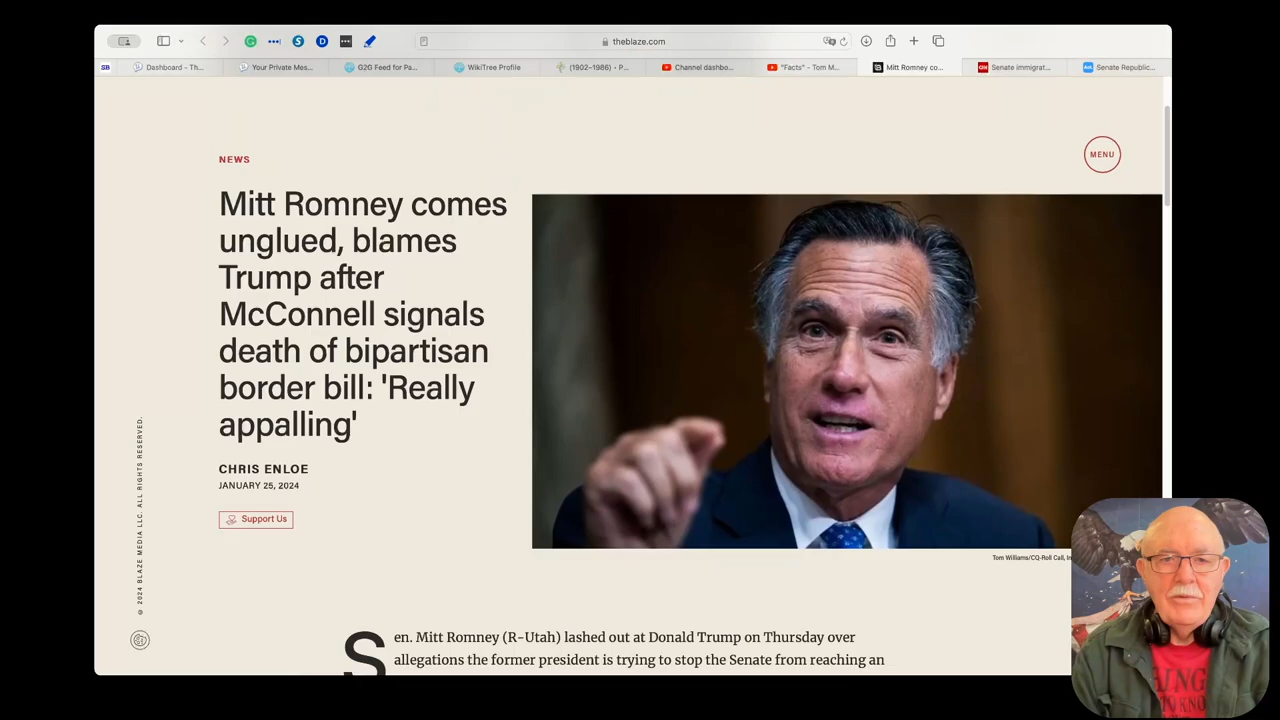 theblaze.com
SB
Dashboard - Th...
Your Private Mes...
G2G Feed for Pa...
WikiTree Profile
(1902–1986) • P...
Channel dashbo...
"Facts" - Tom M...
Mitt Romney co...
Senate immigrat...
Senate Republic...
NEWS
MENU
Mitt Romney comes
unglued, blames
Trump after
McConnell signals
death of bipartisan
border bill: 'Really
appalling'
CHRIS ENLOE
JANUARY 25, 2024
Support Us
© 2024 BLAZE MEDIA LLC. ALL RIGHTS RESERVED.
Tom Williams/CQ-Roll Call, In
Sen. Mitt Romney (R-Utah) lashed out at Donald Trump on Thursday over
allegations the former president is trying to stop the Senate from reaching an